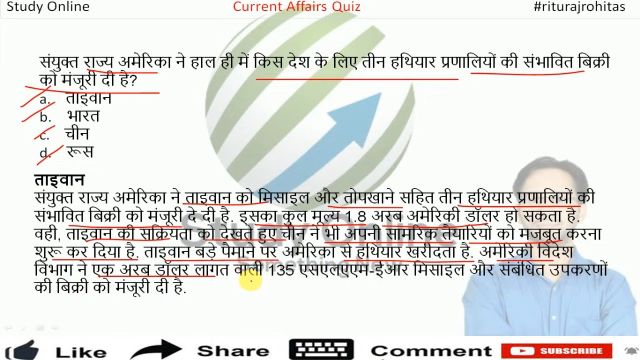 Study Online
Current Affairs Quiz
#riturajrohitas
संयुक्त राज्य अमेरिका ने हाल ही में किस देश के लिए तीन हथियार प्रणालियों की संभावित बिक्री
को मंजूरी दी है?
a. ताइवान
b. भारत
c. चीन
d. रूस
ताइवान
संयुक्त राज्य अमेरिका ने ताइवान को मिसाइल और तोपखाने सहित तीन हथियार प्रणालियों की
संभावित बिक्री को मंजूरी दे दी है. इसका कुल मूल्य 1.8 अरब अमेरिकी डॉलर हो सकता है.
वही, ताइवान की सक्रियता को देखते हुए चीन ने भी अपनी सामरिक तैयारियों को मजबूत करना
शुरू कर दिया है. ताइवान बड़े पैमाने पर अमेरिका से हथियार खरीदता है. अमेरिकी विदेश
विभाग ने एक अरब डॉलर लागत वाली 135 एसएलएएम-ईआर मिसाइल और संबंधित उपकरणों
की बिक्री को मंजूरी दी है.
Study Online
Like
Share
Comment
SUBSCRIBE